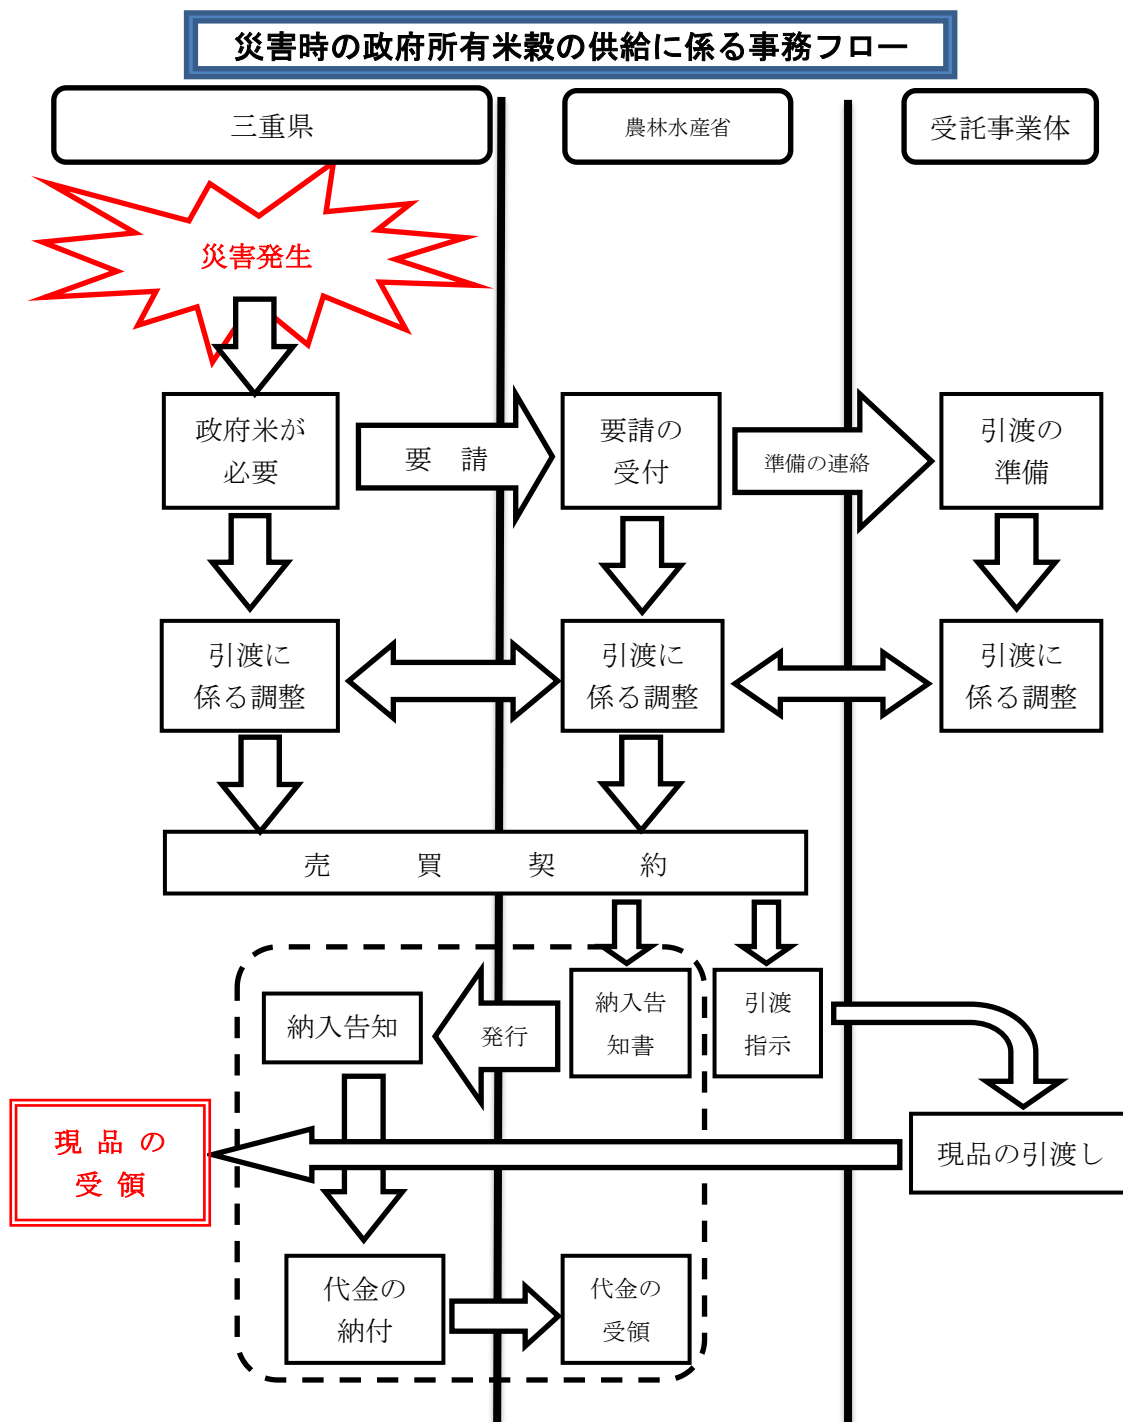 災害時の政府所有米穀の供給に係る事務フロー
三重県
農林水産省
受託事業体
災害発生
政府米が
必要
要　請
要請の
受付
準備の連絡
引渡の
準備
引渡に
係る調整
引渡に
係る調整
引渡に
係る調整
売　買　契　約
納入告知
発行
納入告
知書
引渡
指示
現 品 の
受 領
現品の引渡し
代金の
納付
代金の
受領